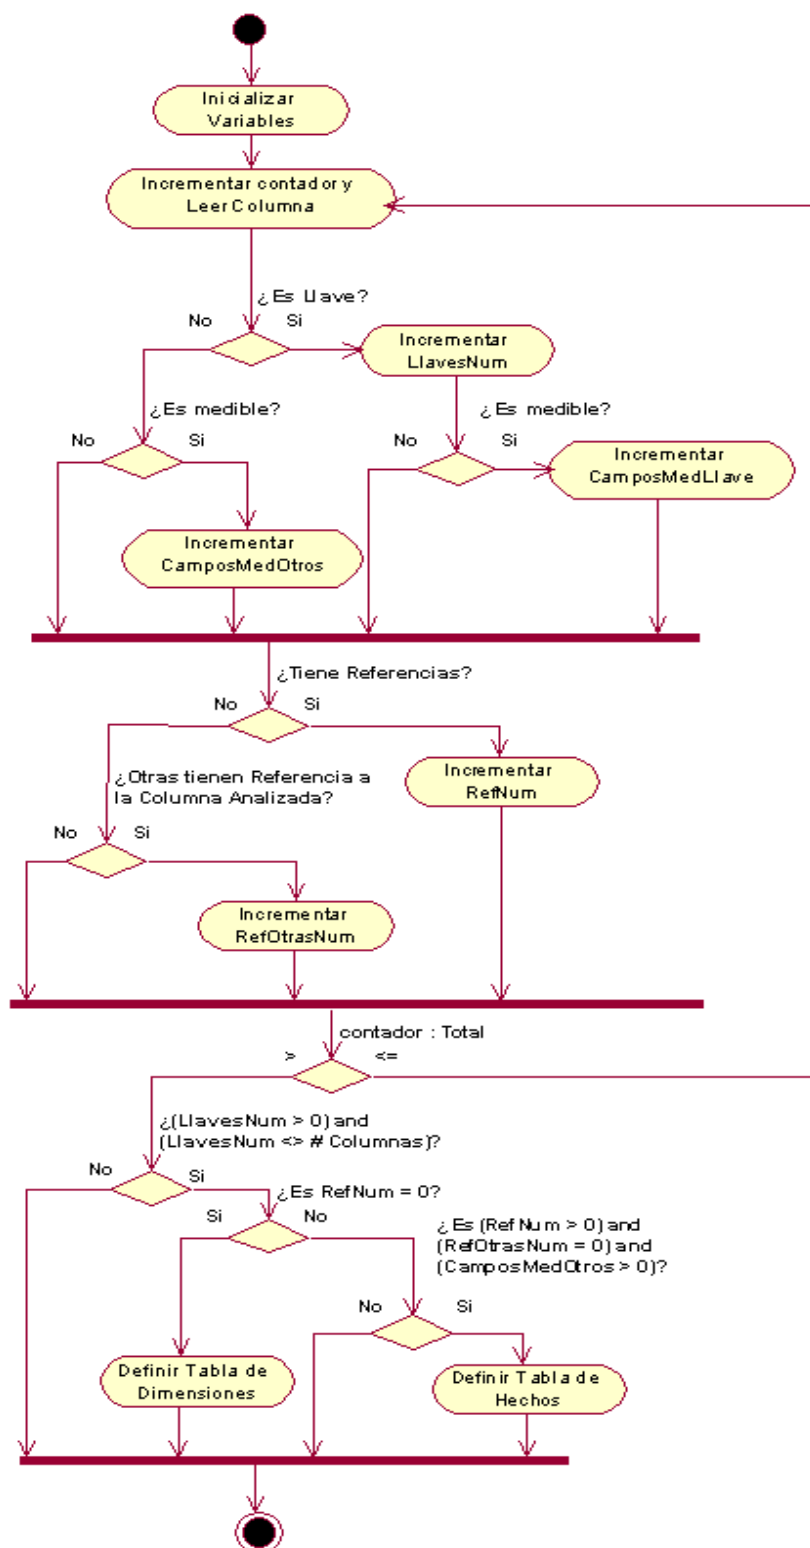 Inicializar
Variables
Incrementar contador y
Leer Columna
¿Es Llave?
No
Si
Incrementar
LlavesNum
¿Es medible?
No
Si
¿Es medible?
No
Si
Incrementar
CamposMedLlave
Incrementar
CamposMedOtros
¿Tiene Referencias?
No
Si
Incrementar
RefNum
¿Otras tienen Referencia a
la Columna Analizada?
No
Si
Incrementar
RefOtrasNum
contador : Total
>
<=
¿(LlavesNum > 0) and
(LlavesNum <> # Columnas)?
No
Si
¿Es RefNum = 0?
Si
No
¿Es (RefNum > 0) and
(RefOtrasNum = 0) and
(CamposMedOtros > 0)?
No
Si
Definir Tabla de
Dimensiones
Definir Tabla de
Hechos